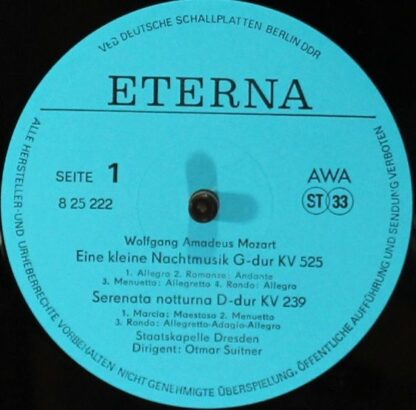 VEB DEUTSCHE SCHALLPLATTEN BERLIN DDR
ETERNA
SEITE 1
AWA
8 25 222
ST 33
Wolfgang Amadeus Mozart
Eine kleine Nachtmusik G-dur KV 525
1. Allegro 2. Romanze: Andante
3. Menuetto: Allegretto 4. Rondo: Allegro
Serenata notturna D-dur KV 239
1. Marcia: Maestoso 2. Menuetto
3. Rondo: Allegretto-Adagio-Allegro
Staatskapelle Dresden
Dirigent: Otmar Suitner
ALLE HERSTELLER- UND URHEBERRECHTE VORBEHALTEN. NICHT GENEHMIGTE ÜBERSPIELUNG, ÖFFENTLICHE AUFFÜHRUNG UND SENDUNG VERBOTEN